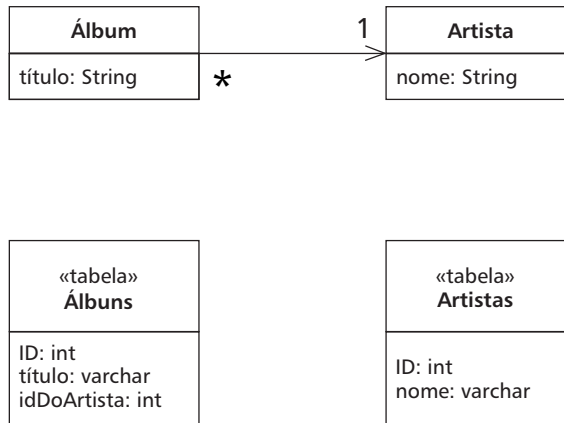 Álbum
título: String
*
1
Artista
nome: String
«tabela»
Álbuns
ID: int
título: varchar
idDoArtista: int
«tabela»
Artistas
ID: int
nome: varchar